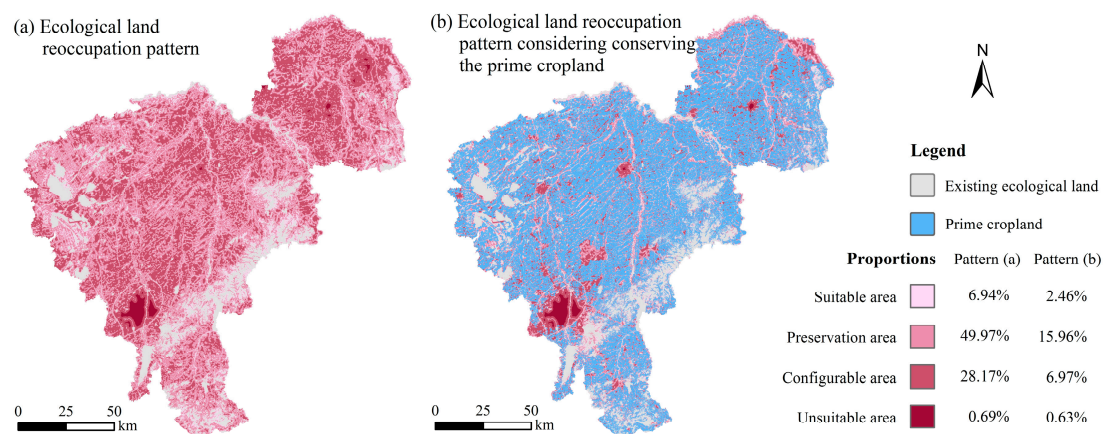 (a) Ecological land
reoccupation pattern
(b) Ecological land reoccupation
pattern considering conserving
the prime cropland
N
Legend
Existing ecological land
Prime cropland
Proportions Pattern (a) Pattern (b)
Suitable area 6.94% 2.46%
Preservation area 49.97% 15.96%
Configurable area 28.17% 6.97%
Unsuitable area 0.69% 0.63%
0 25 50
km
0 25 50
km